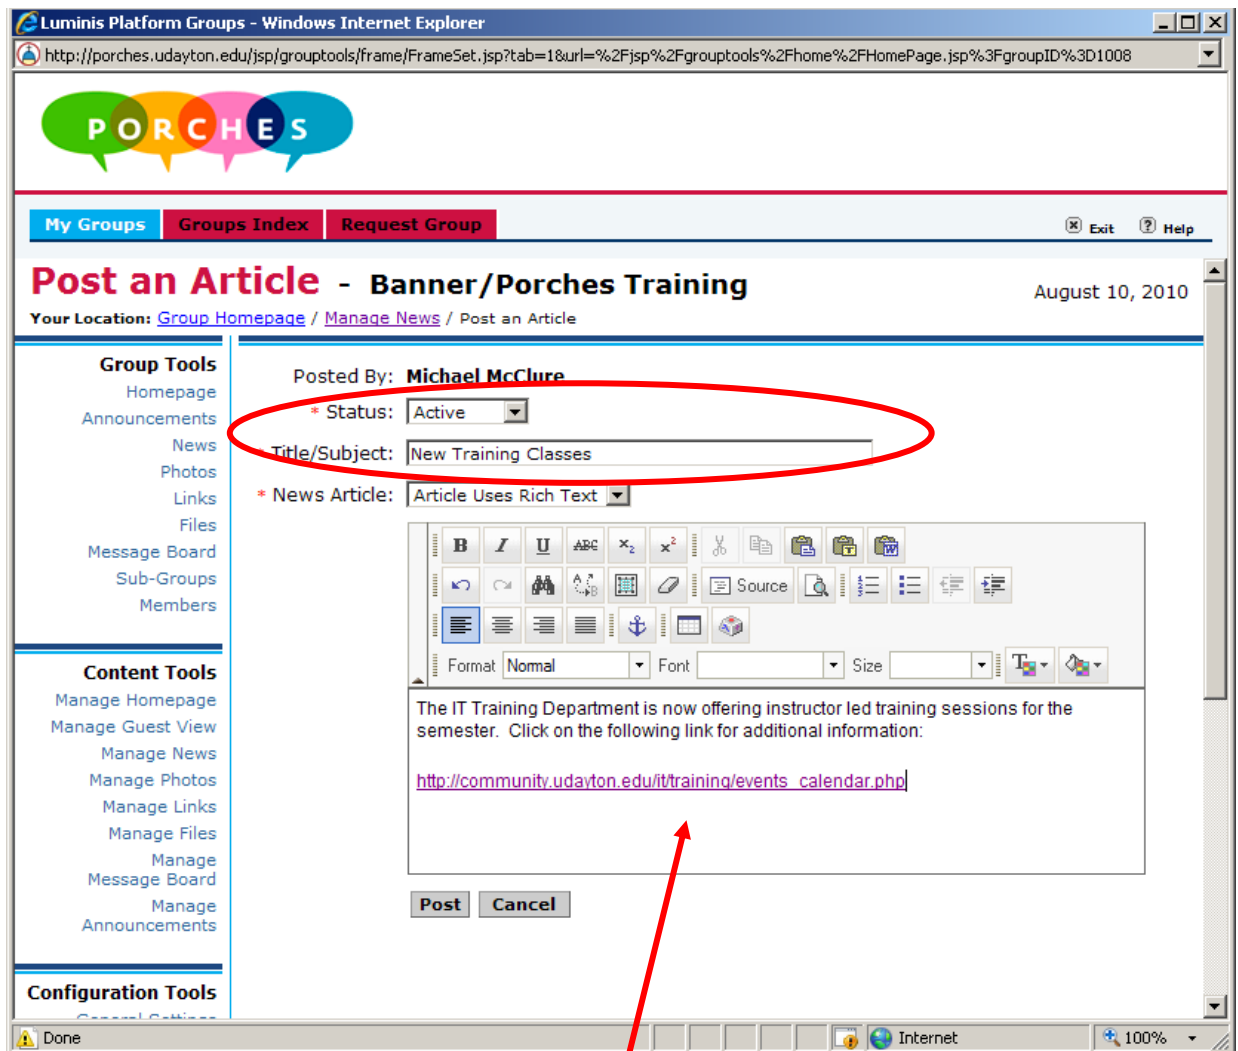 Luminis Platform Groups - Windows Internet Explorer
http://porches.udayton.edu/jsp/grouptools/frame/FrameSet.jsp?tab=1&url=%2Fjsp%2Fgrouptools%2Fhome%2FHomePage.jsp%3FgroupID%3D1008
PORCHES
My Groups Groups Index Request Group Exit ? Help
Post an Article - Banner/Porches Training August 10, 2010
Your Location: Group Homepage / Manage News / Post an Article
Group Tools
Homepage
Announcements
News
Photos
Links
Files
Message Board
Sub-Groups
Members
Content Tools
Manage Homepage
Manage Guest View
Manage News
Manage Photos
Manage Links
Manage Files
Manage
Message Board
Manage
Announcements
Configuration Tools
General Settings
Posted By: Michael McClure
* Status: Active
Title/Subject: New Training Classes
* News Article: Article Uses Rich Text
B I U ABC x₂ x²
Source
Format Normal Font Size
The IT Training Department is now offering instructor led training sessions for the
semester. Click on the following link for additional information:
http://community.udayton.edu/it/training/events_calendar.php
Post Cancel
Done Internet 100%